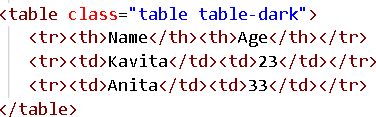 <table class="table table-dark">
<tr><th>Name</th><th>Age</th></tr>
<tr><td>Kavita</td><td>23</td></tr>
<tr><td>Anita</td><td>33</td></tr>
</table>